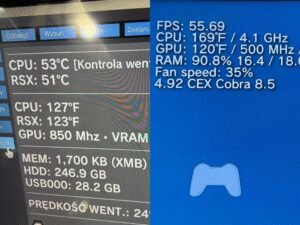 Odśwież Wysuń
CPU: 53°C [Kontrola went
RSX: 51°C
CPU: 127°F
RSX: 123°F
GPU: 850 Mhz · VRAM
MEM: 1,700 KB (XMB)
HDD: 246.9 GB
USB000: 28.2 GB
PRĘDKOŚĆ WENT.: 24
FPS: 55.69
CPU: 169°F / 4.1 GHz
GPU: 120°F / 500 MHz
RAM: 90.8% 16.4 / 18.0
Fan speed: 35%
4.92 CEX Cobra 8.5